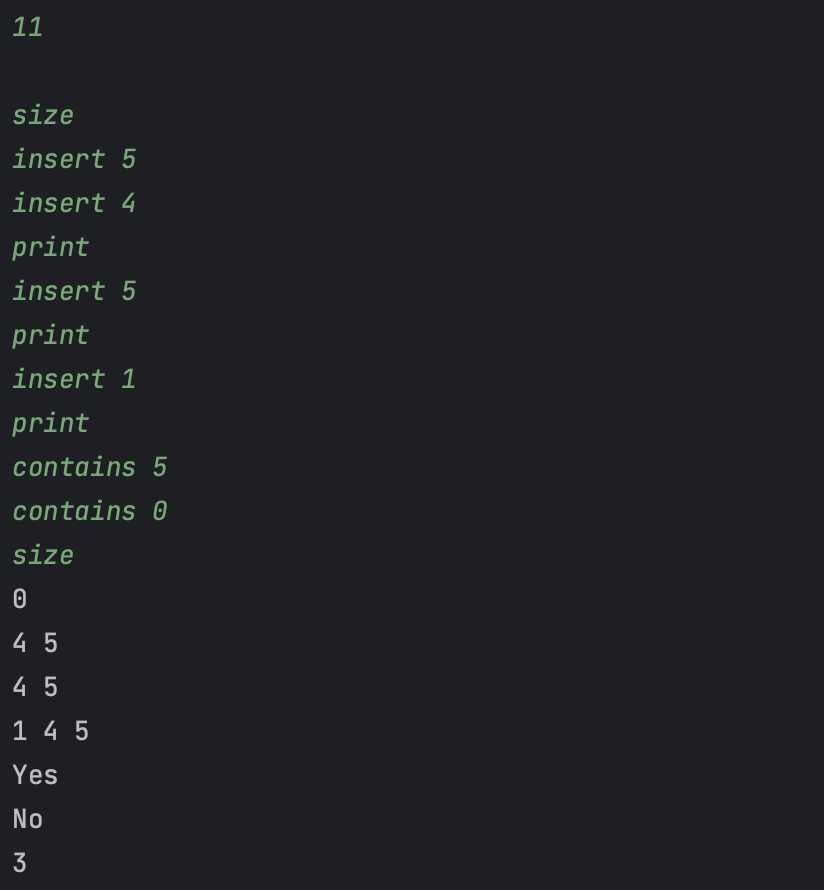 11
size
insert 5
insert 4
print
insert 5
print
insert 1
print
contains 5
contains 0
size
0
4 5
4 5
1 4 5
Yes
No
3